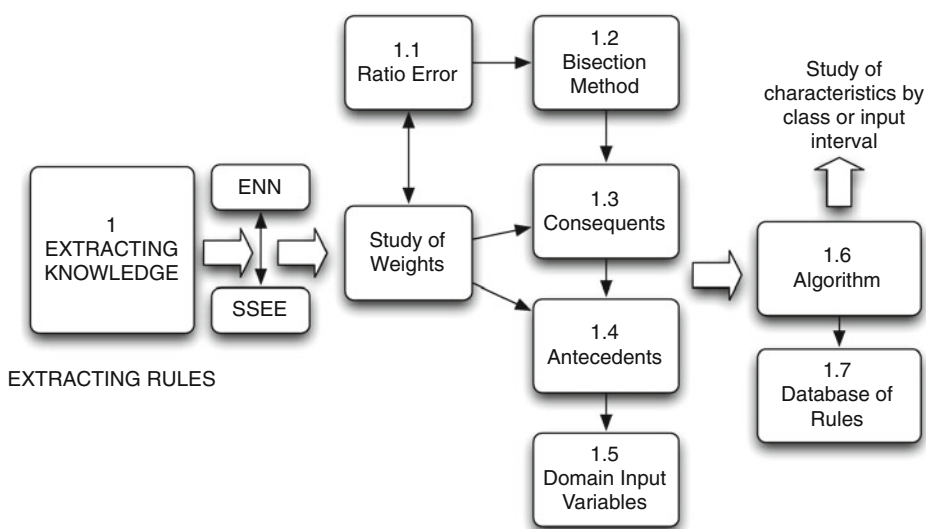 1
EXTRACTING
KNOWLEDGE
EXTRACTING RULES
ENN
SSEE
Study of
Weights
1.1
Ratio Error
1.2
Bisection
Method
1.3
Consequents
1.4
Antecedents
1.5
Domain Input
Variables
Study of
characteristics by
class or input
interval
1.6
Algorithm
1.7
Database of
Rules